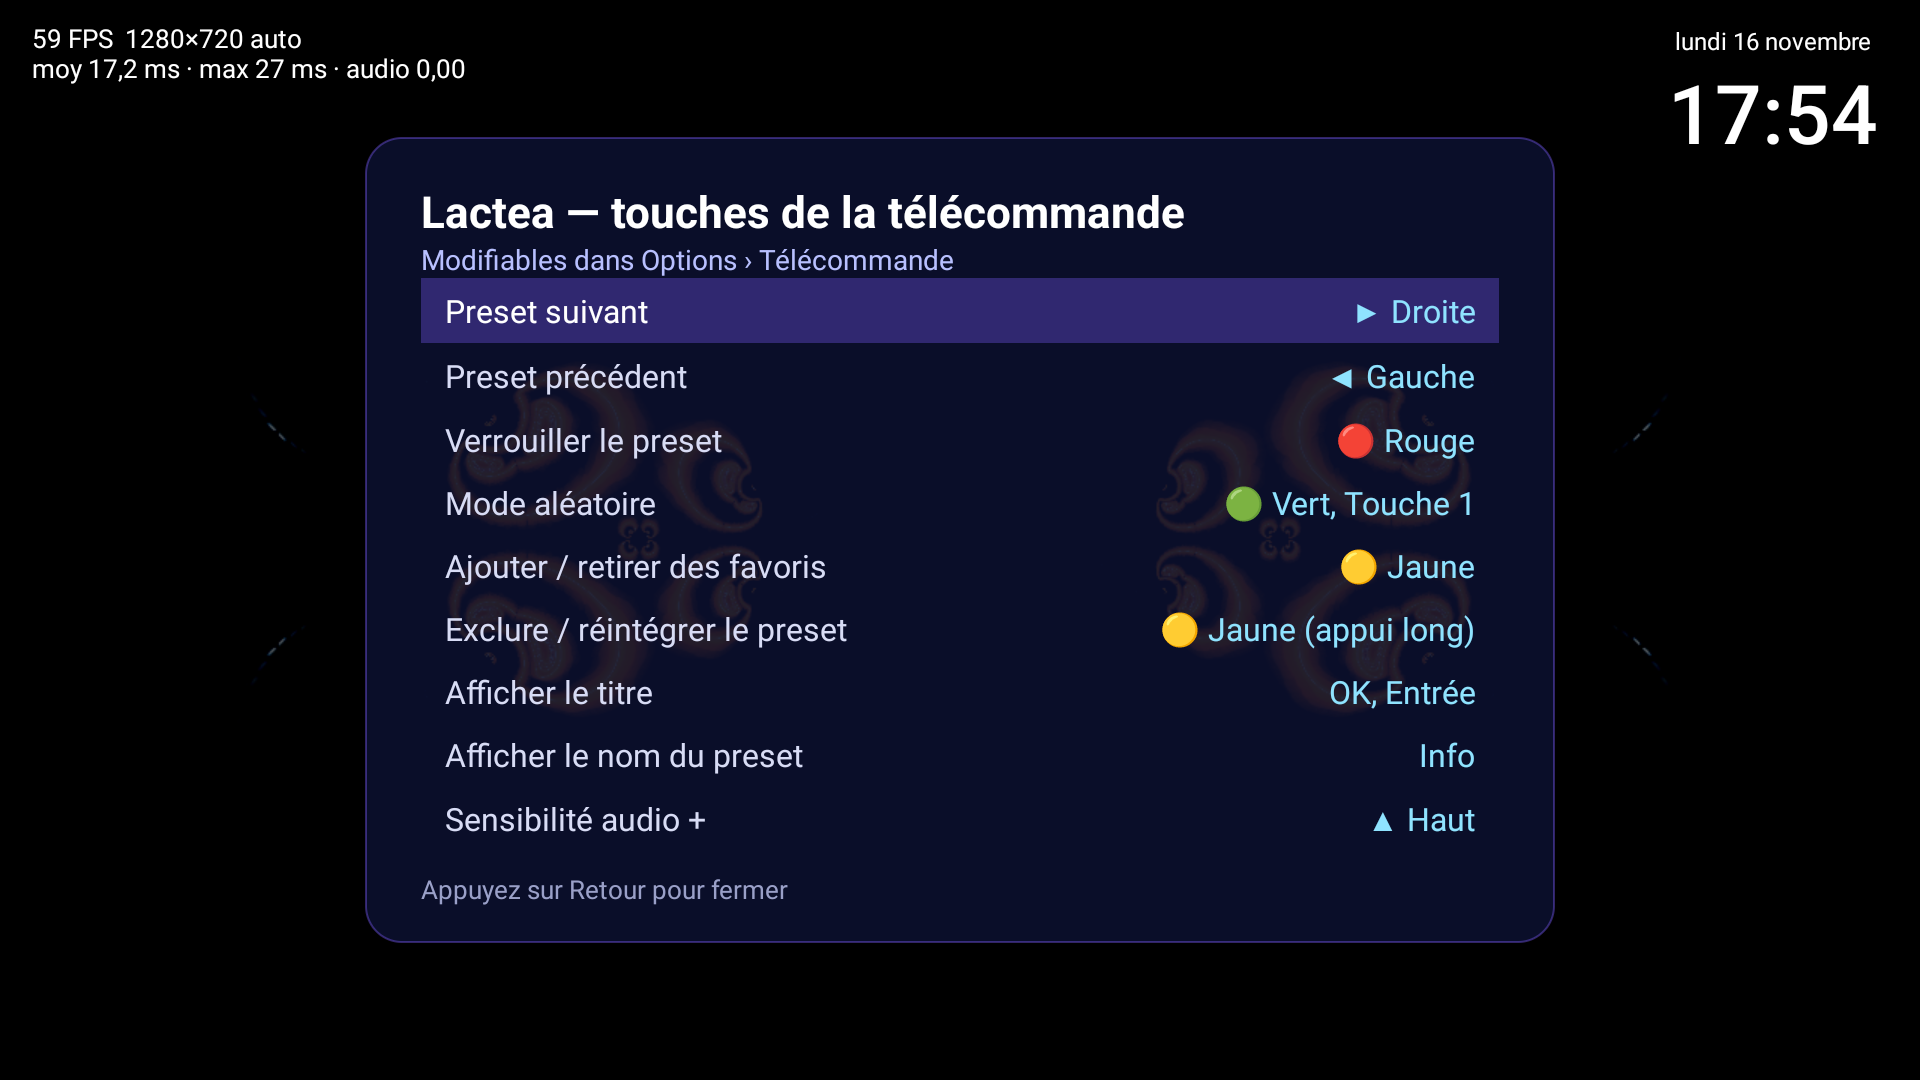 59 FPS 1280×720 auto
moy 17,2 ms · max 27 ms · audio 0,00
lundi 16 novembre
17:54
Lactea — touches de la télécommande
Modifiables dans Options › Télécommande
Preset suivant ► Droite
Preset précédent ◄ Gauche
Verrouiller le preset 🔴 Rouge
Mode aléatoire 🟢 Vert, Touche 1
Ajouter / retirer des favoris 🟡 Jaune
Exclure / réintégrer le preset 🟡 Jaune (appui long)
Afficher le titre OK, Entrée
Afficher le nom du preset Info
Sensibilité audio + ▲ Haut
Appuyez sur Retour pour fermer